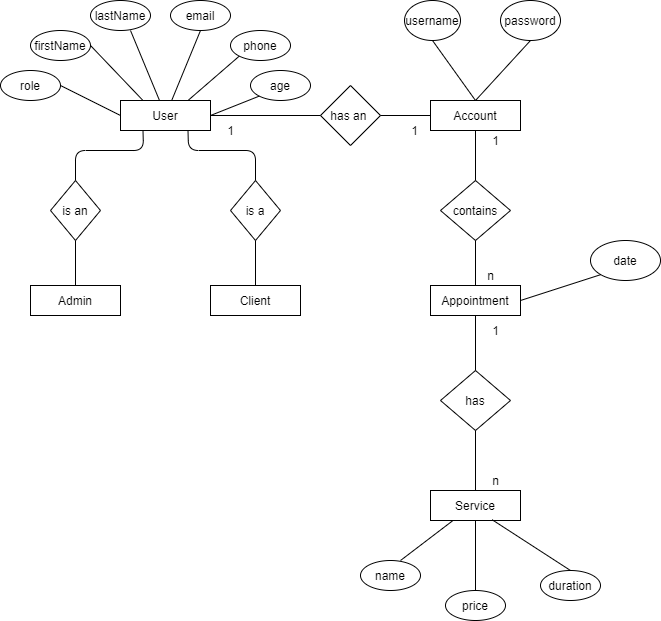 lastName
email
username
password
firstName
phone
role
age
User
has an
Account
1
1
1
is an
is a
contains
date
n
Admin
Client
Appointment
1
has
n
Service
name
duration
price